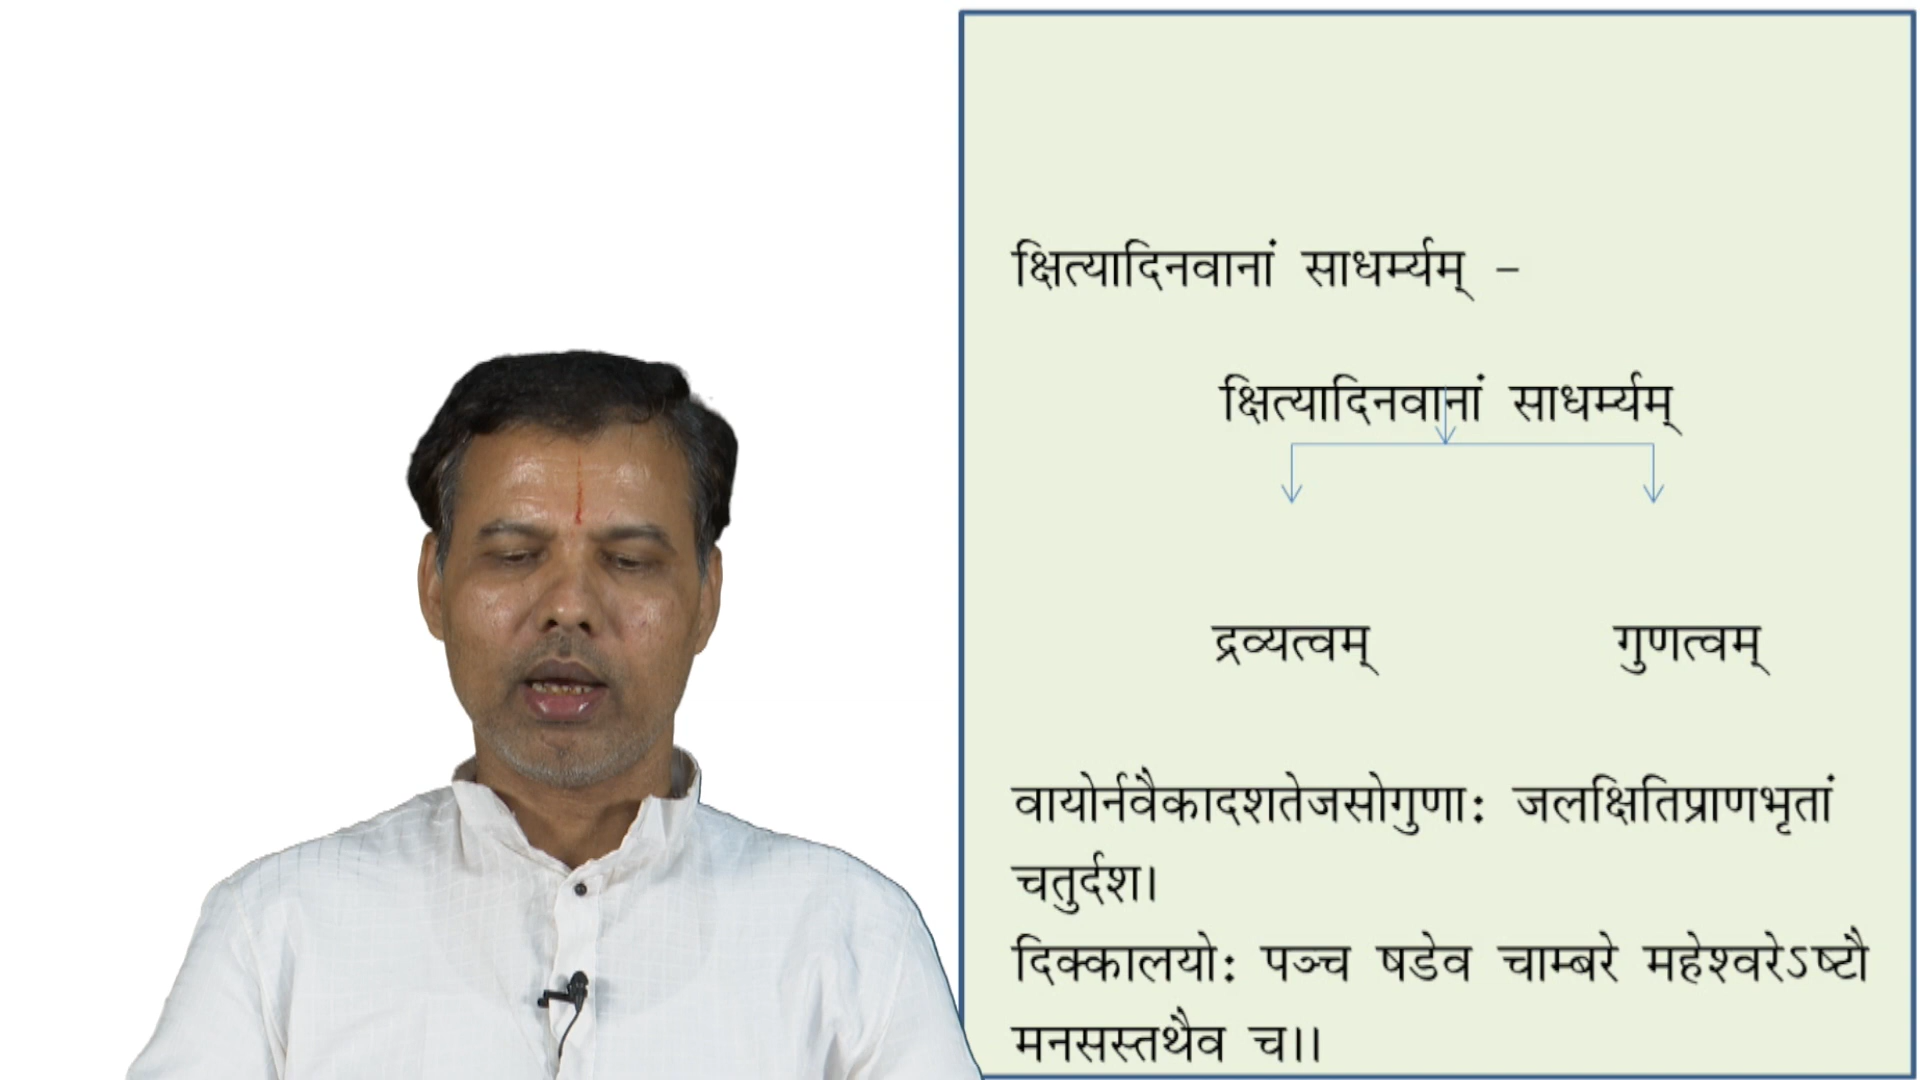 क्षित्यादिनवानां साधर्म्यम् –
क्षित्यादिनवानां साधर्म्यम्
द्रव्यत्वम् गुणत्वम्
वायोर्नवैकादशतेजसोगुणा: जलक्षितिप्राणभृतां
चतुर्दश।
दिक्कालयो: पञ्च षडेव चाम्बरे महेश्वरेऽष्टौ
मनसस्तथैव च।।